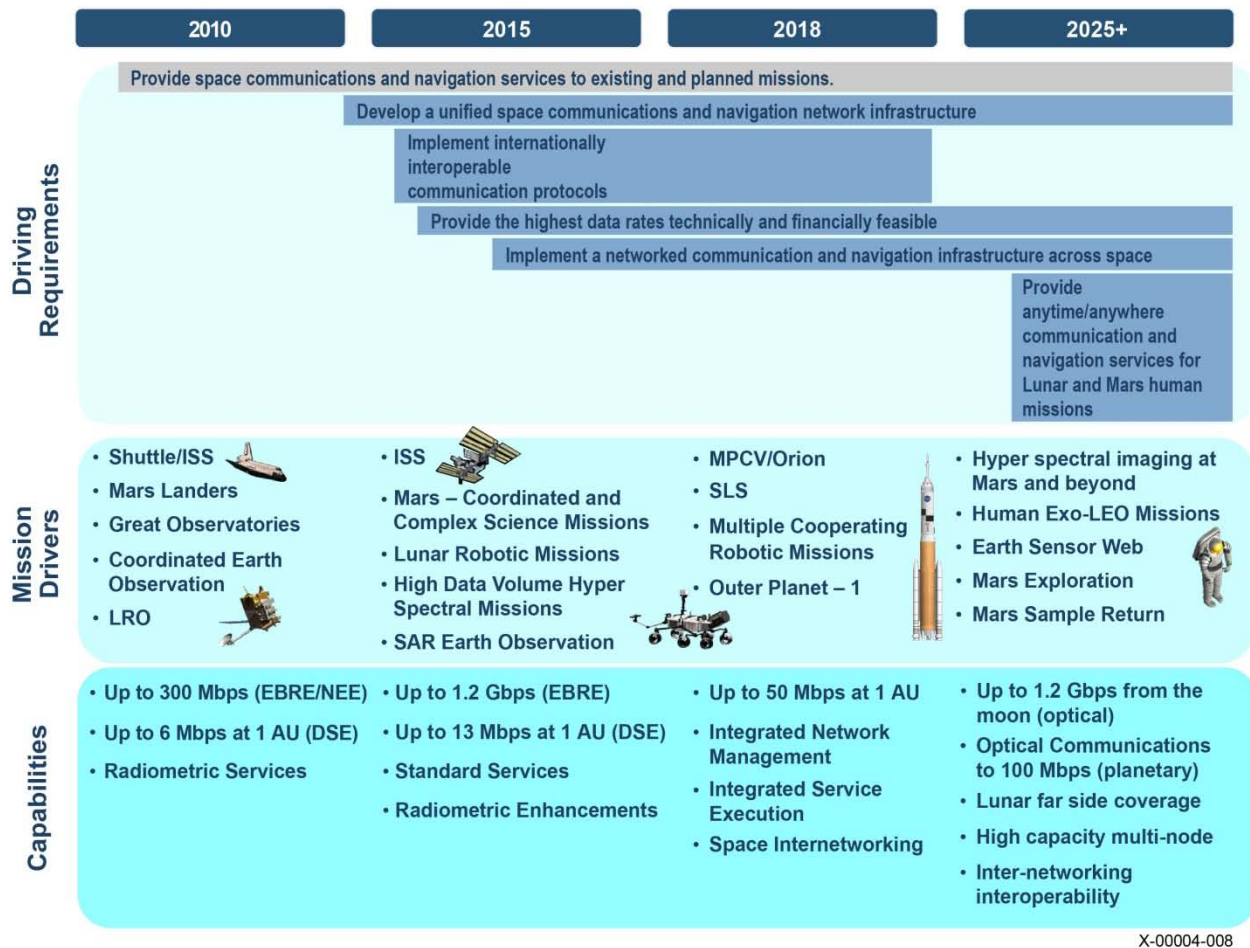 2010
2015
2018
2025+
Driving
Requirements
Provide space communications and navigation services to existing and planned missions.
Develop a unified space communications and navigation network infrastructure
Implement internationally
interoperable
communication protocols
Provide the highest data rates technically and financially feasible
Implement a networked communication and navigation infrastructure across space
Provide
anytime/anywhere
communication and
navigation services for
Lunar and Mars human
missions
Mission
Drivers
• Shuttle/ISS
• Mars Landers
• Great Observatories
• Coordinated Earth
Observation
• LRO
• ISS
• Mars – Coordinated and
Complex Science Missions
• Lunar Robotic Missions
• High Data Volume Hyper
Spectral Missions
• SAR Earth Observation
• MPCV/Orion
• SLS
• Multiple Cooperating
Robotic Missions
• Outer Planet – 1
• Hyper spectral imaging at
Mars and beyond
• Human Exo-LEO Missions
• Earth Sensor Web
• Mars Exploration
• Mars Sample Return
Capabilities
• Up to 300 Mbps (EBRE/NEE)
• Up to 6 Mbps at 1 AU (DSE)
• Radiometric Services
• Up to 1.2 Gbps (EBRE)
• Up to 13 Mbps at 1 AU (DSE)
• Standard Services
• Radiometric Enhancements
• Up to 50 Mbps at 1 AU
• Integrated Network
Management
• Integrated Service
Execution
• Space Internetworking
• Up to 1.2 Gbps from the
moon (optical)
• Optical Communications
to 100 Mbps (planetary)
• Lunar far side coverage
• High capacity multi-node
• Inter-networking
interoperability
X-00004-008